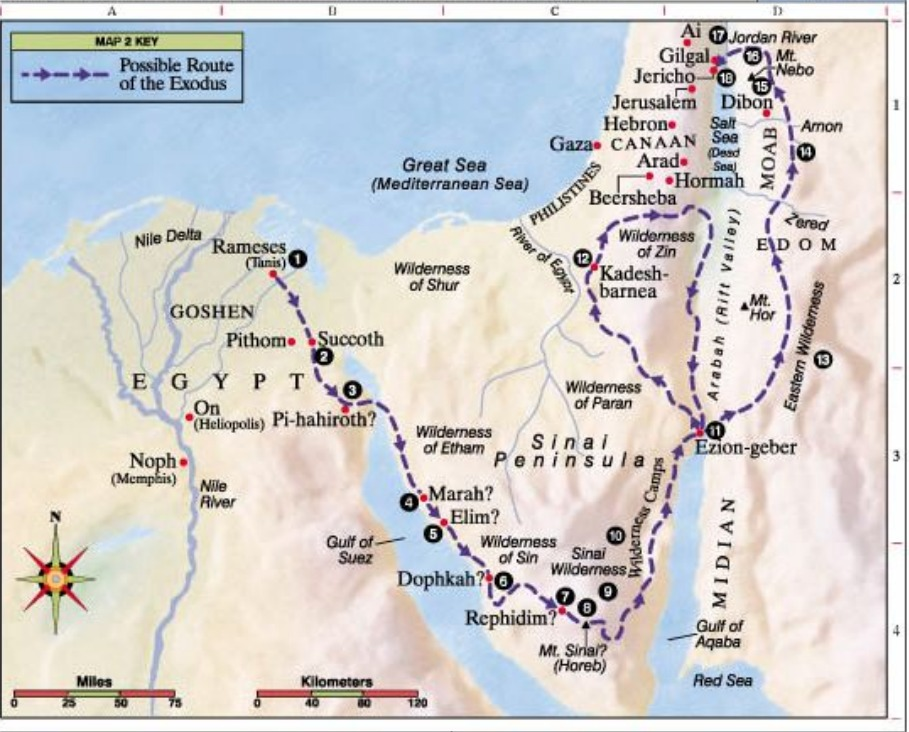 A
B
C
D
MAP 2 KEY
Possible Route
of the Exodus
Ai
17
Jordan River
Gilgal
16
Mt.
Nebo
Jericho
18
15
Jerusalem
Dibon
1
Hebron
Salt
Sea
(Dead
Sea)
Arnon
Gaza
CANAAN
MOAB
14
Great Sea
(Mediterranean Sea)
Arad
Hormah
Beersheba
PHILISTINES
Zered
Nile Delta
Rameses
(Tanis)
1
River of Egypt
Wilderness
of Zin
EDOM
12
Wilderness
of Shur
Kadesh-
barnea
2
Arabah (Rift Valley)
Mt.
Hor
GOSHEN
Pithom
Succoth
2
Eastern Wilderness
13
EGYPT
3
Wilderness
of Paran
On
(Heliopolis)
Pi-hahiroth?
11
Ezion-geber
Wilderness
of Etham
Sinai
Peninsula
3
Noph
(Memphis)
Nile
River
4
Marah?
Wilderness Camps
Elim?
5
10
N
Gulf of
Suez
Wilderness
of Sin
Sinai
Wilderness
MIDIAN
Dophkah?
6
9
7
8
Rephidim?
4
Mt. Sinai?
(Horeb)
Gulf of
Aqaba
Red Sea
Miles
0 25 50 75
Kilometers
0 40 80 120